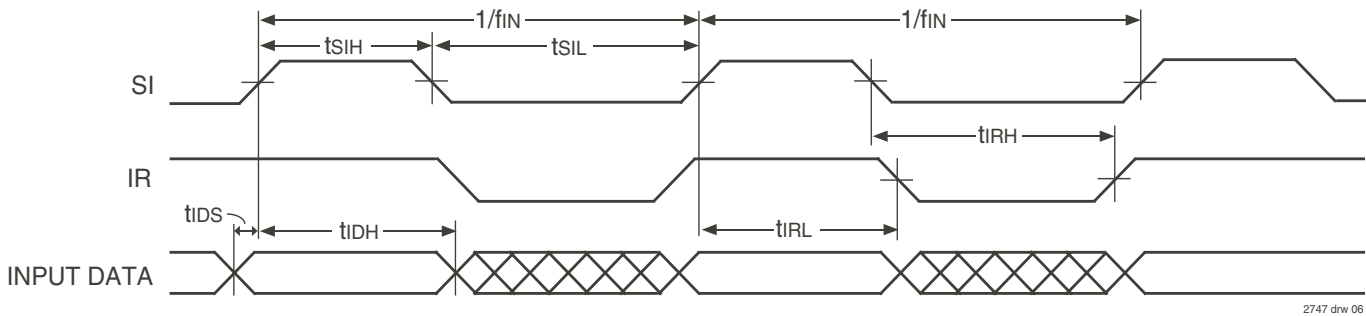 1/fIN 1/fIN
tSIH tSIL
SI
tIRH
IR
tIDS
tIDH tIRL
INPUT DATA
2747 drw 06